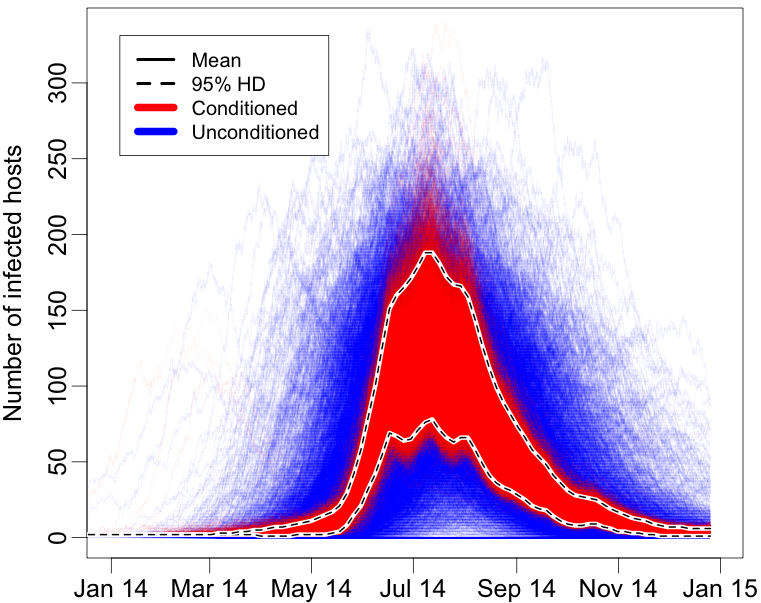 Mean
95% HD
Conditioned
Unconditioned
Number of infected hosts
300
250
200
150
100
50
0
Jan 14 Mar 14 May 14 Jul 14 Sep 14 Nov 14 Jan 15